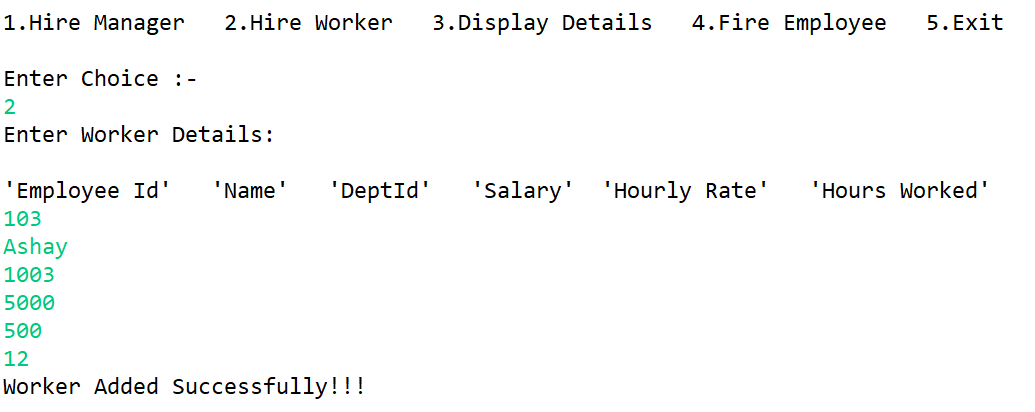 1.Hire Manager   2.Hire Worker   3.Display Details   4.Fire Employee   5.Exit
Enter Choice :-
2
Enter Worker Details:
'Employee Id'   'Name'   'DeptId'   'Salary'  'Hourly Rate'   'Hours Worked'
103
Ashay
1003
5000
500
12
Worker Added Successfully!!!